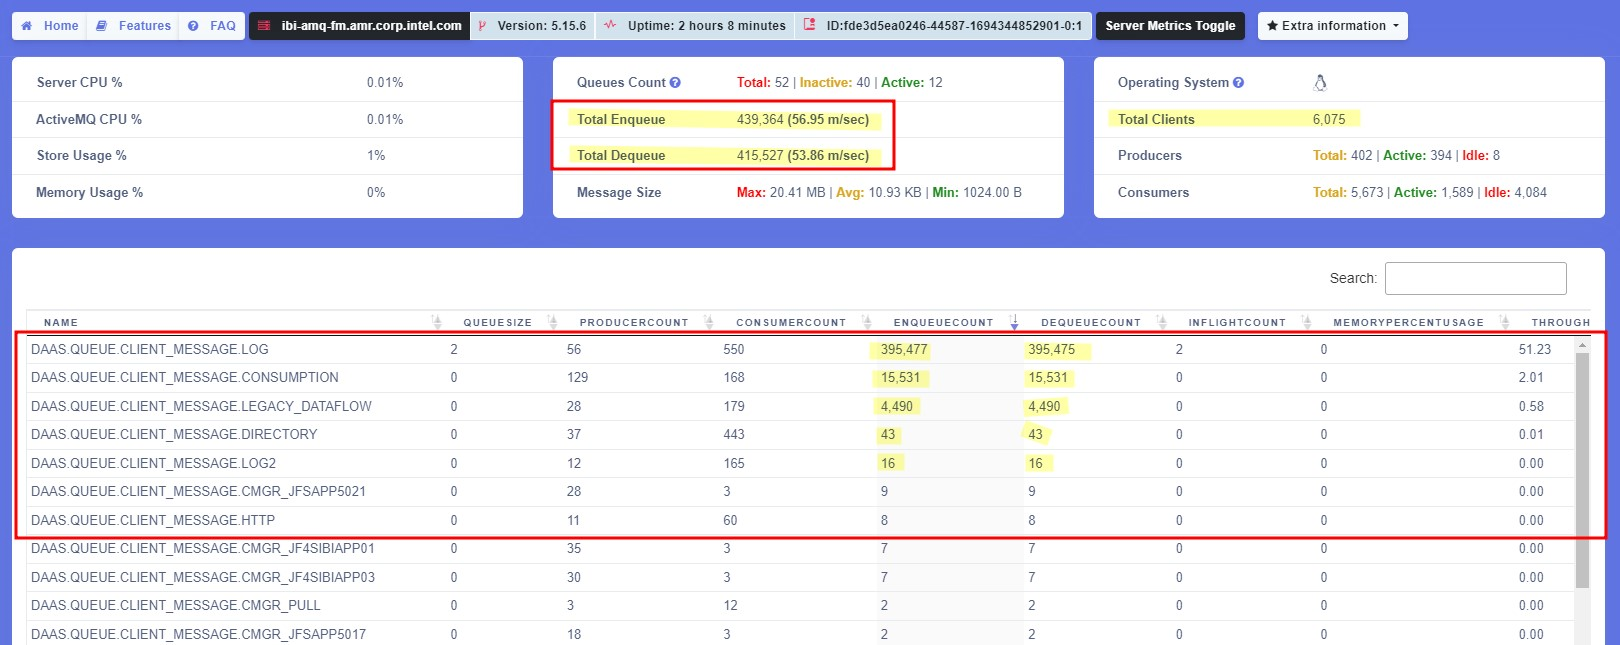 Home Features FAQ ibi-amq-fm.amr.corp.intel.com Version: 5.15.6 Uptime: 2 hours 8 minutes ID:fde3d5ea0246-44587-1694344852901-0:1 Server Metrics Toggle Extra information
Server CPU % 0.01%
ActiveMQ CPU % 0.01%
Store Usage % 1%
Memory Usage % 0%
Queues Count Total: 52 | Inactive: 40 | Active: 12
Total Enqueue 439,364 (56.95 m/sec)
Total Dequeue 415,527 (53.86 m/sec)
Message Size Max: 20.41 MB | Avg: 10.93 KB | Min: 1024.00 B
Operating System
Total Clients 6,075
Producers Total: 402 | Active: 394 | Idle: 8
Consumers Total: 5,673 | Active: 1,589 | Idle: 4,084
Search:
NAME QUEUESIZE PRODUCERCOUNT CONSUMERCOUNT ENQUEUECOUNT DEQUEUECOUNT INFLIGHTCOUNT MEMORYPERCENTUSAGE THROUGH
DAAS.QUEUE.CLIENT_MESSAGE.LOG 2 56 550 395,477 395,475 2 0 51.23
DAAS.QUEUE.CLIENT_MESSAGE.CONSUMPTION 0 129 168 15,531 15,531 0 0 2.01
DAAS.QUEUE.CLIENT_MESSAGE.LEGACY_DATAFLOW 0 28 179 4,490 4,490 0 0 0.58
DAAS.QUEUE.CLIENT_MESSAGE.DIRECTORY 0 37 443 43 43 0 0 0.01
DAAS.QUEUE.CLIENT_MESSAGE.LOG2 0 12 165 16 16 0 0 0.00
DAAS.QUEUE.CLIENT_MESSAGE.CMGR_JFSAPP5021 0 28 3 9 9 0 0 0.00
DAAS.QUEUE.CLIENT_MESSAGE.HTTP 0 11 60 8 8 0 0 0.00
DAAS.QUEUE.CLIENT_MESSAGE.CMGR_JF4SIBIAPP01 0 35 3 7 7 0 0 0.00
DAAS.QUEUE.CLIENT_MESSAGE.CMGR_JF4SIBIAPP03 0 30 3 7 7 0 0 0.00
DAAS.QUEUE.CLIENT_MESSAGE.CMGR_PULL 0 3 12 2 2 0 0 0.00
DAAS.QUEUE.CLIENT_MESSAGE.CMGR_JFSAPP5017 0 18 3 2 2 0 0 0.00